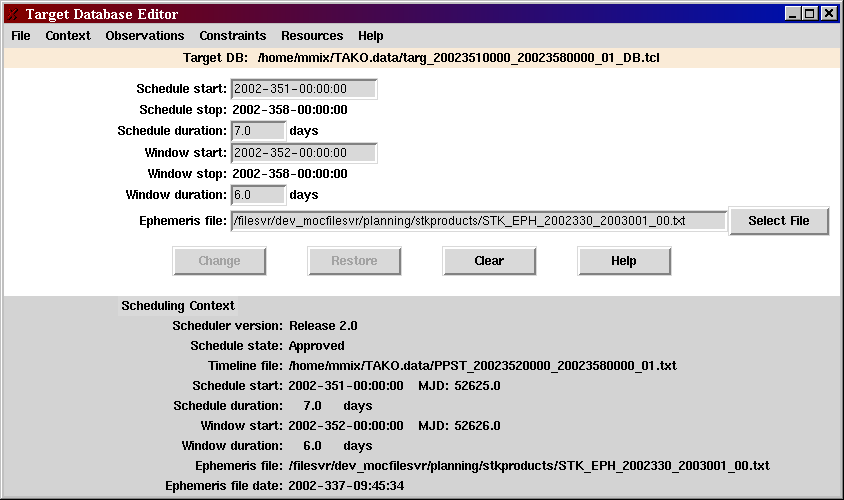 Target Database Editor
File Context Observations Constraints Resources Help
Target DB: /home/mmix/TAKO.data/targ_20023510000_20023580000_01_DB.tcl
Schedule start: 2002-351-00:00:00
Schedule stop: 2002-358-00:00:00
Schedule duration: 7.0 days
Window start: 2002-352-00:00:00
Window stop: 2002-358-00:00:00
Window duration: 6.0 days
Ephemeris file: /filesvr/dev_mocfilesvr/planning/stkproducts/STK_EPH_2002330_2003001_00.txt Select File
Change Restore Clear Help
Scheduling Context
Scheduler version: Release 2.0
Schedule state: Approved
Timeline file: /home/mmix/TAKO.data/PPST_20023520000_20023580000_01.txt
Schedule start: 2002-351-00:00:00 MJD: 52625.0
Schedule duration: 7.0 days
Window start: 2002-352-00:00:00 MJD: 52626.0
Window duration: 6.0 days
Ephemeris file: /filesvr/dev_mocfilesvr/planning/stkproducts/STK_EPH_2002330_2003001_00.txt
Ephemeris file date: 2002-337-09:45:34